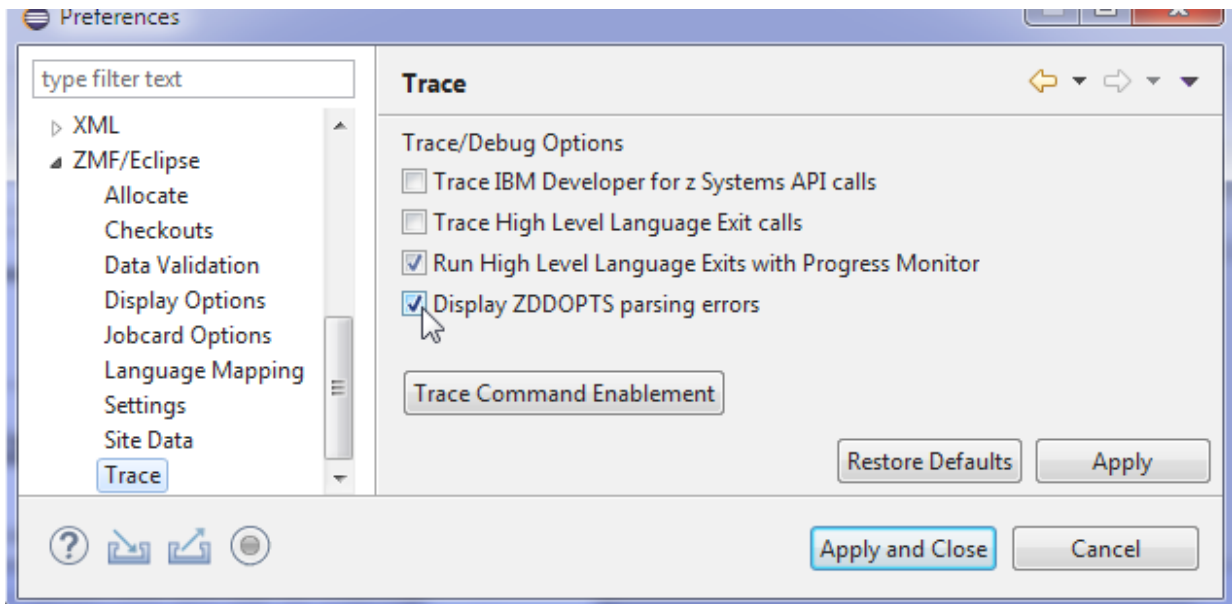 Preferences
type filter text
XML
ZMF/Eclipse
Allocate
Checkouts
Data Validation
Display Options
Jobcard Options
Language Mapping
Settings
Site Data
Trace
Trace
Trace/Debug Options
Trace IBM Developer for z Systems API calls
Trace High Level Language Exit calls
Run High Level Language Exits with Progress Monitor
Display ZDDOPTS parsing errors
Trace Command Enablement
Restore Defaults
Apply
Apply and Close
Cancel